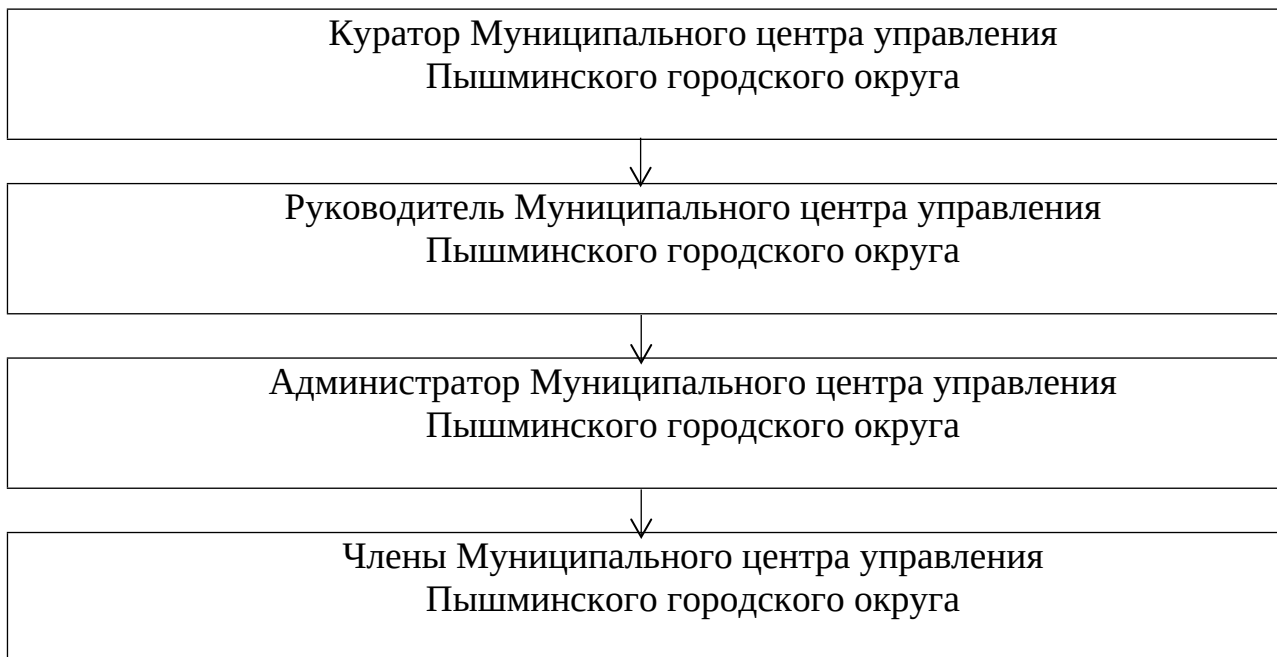 Куратор Муниципального центра управления
Пышминского городского округа
Руководитель Муниципального центра управления
Пышминского городского округа
Администратор Муниципального центра управления
Пышминского городского округа
Члены Муниципального центра управления
Пышминского городского округа